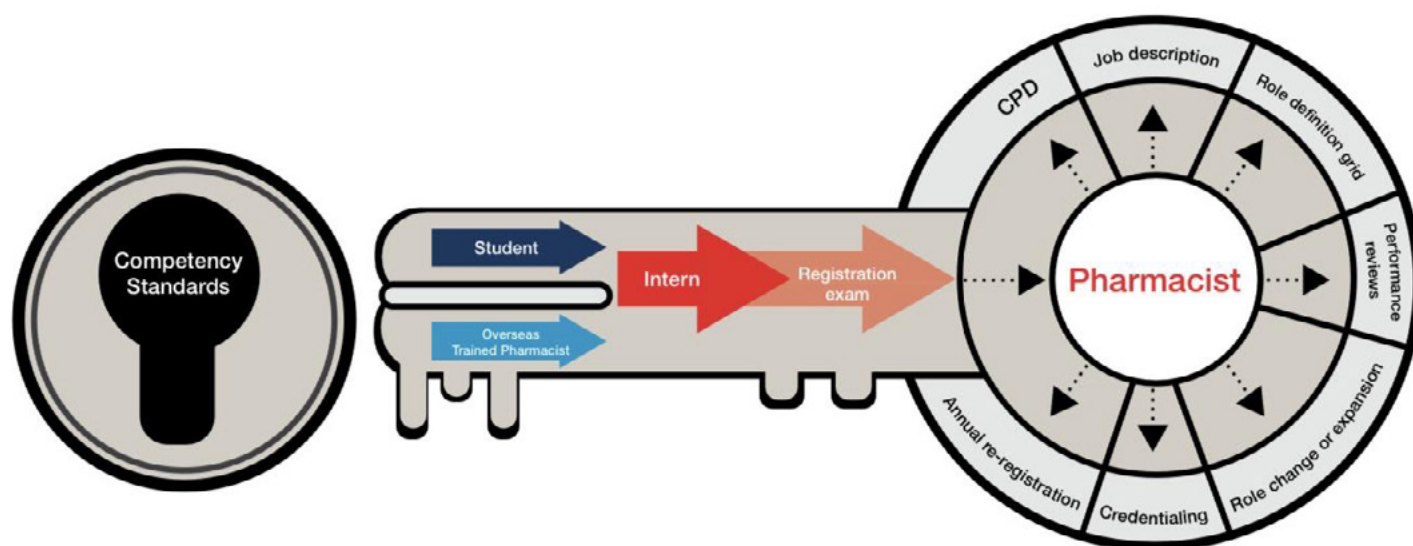 Competency
Standards
Student
Overseas
Trained Pharmacist
Intern
Registration
exam
Pharmacist
CPD
Job description
Role definition grid
Performance
reviews
Role change or expansion
Credentialing
Annual re-registration